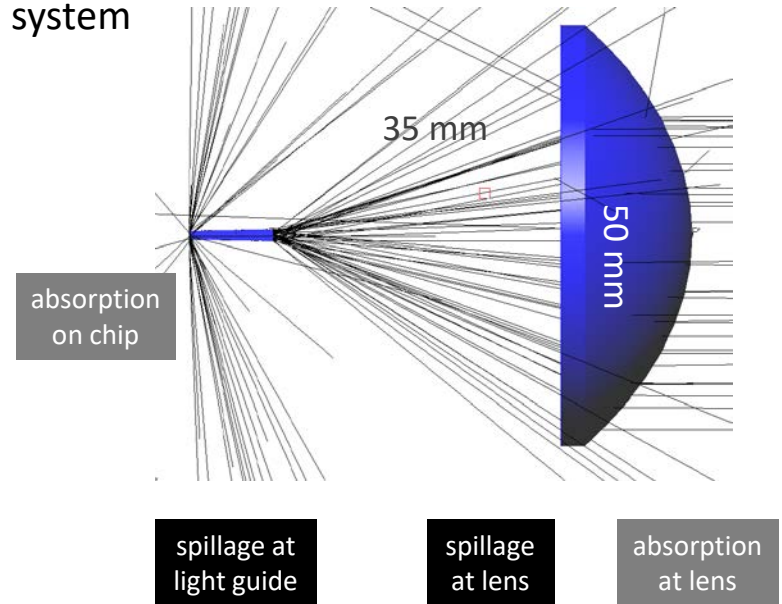 system
35 mm
50 mm
absorption
on chip
spillage at
light guide
spillage
at lens
absorption
at lens